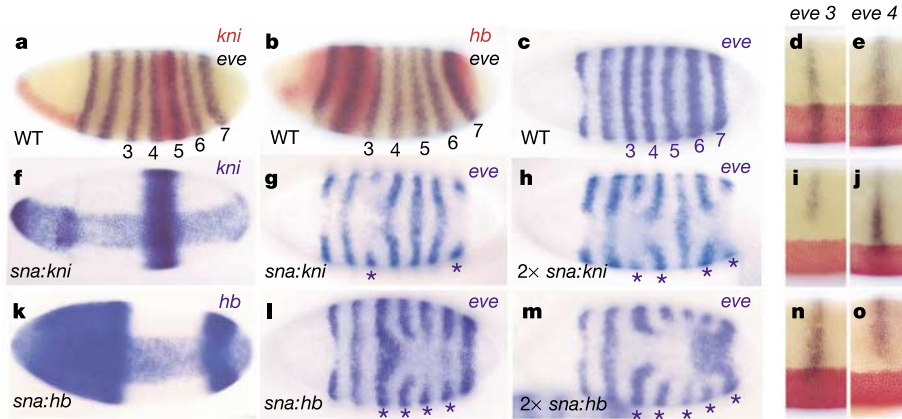 eve 3 eve 4
a kni eve WT 3 4 5 6 7
b hb eve WT 3 4 5 6 7
c eve WT 3 4 5 6 7
d
e
f kni sna:kni
g eve sna:kni * *
h eve 2× sna:kni * * * *
i
j
k hb sna:hb
l eve sna:hb * * * *
m eve 2× sna:hb * * * * *
n
o